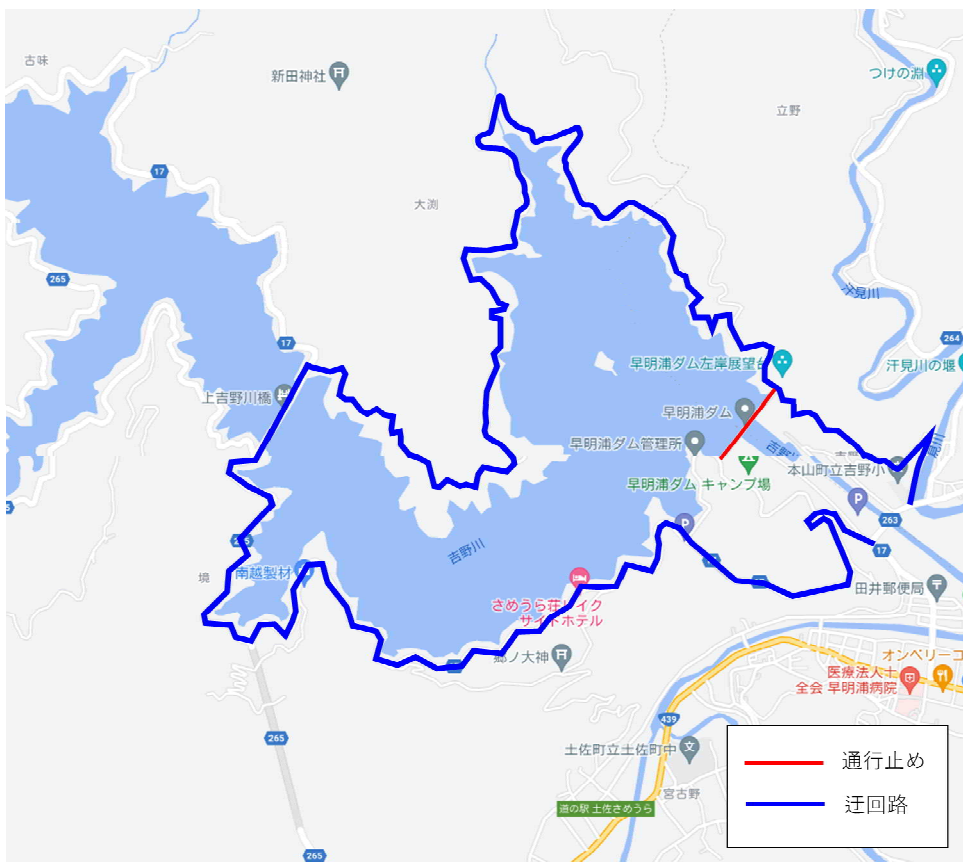 古味
新田神社
つけの淵
立野
17
大渕
265
汗見川
264
17
汗見川の堰
早明浦ダム左岸展望台
上吉野川橋
早明浦ダム
早明浦ダム管理所
吉野川
本山町立吉野小
早明浦ダム キャンプ場
見川
P
263
P
17
吉野川
265
境
南越製材
田井郵便局
さめうら荘レイク
サイドホテル
郷ノ大神
オンベリーコ
医療法人十
全会 早明浦病院
439
265
土佐町立土佐町中
通行止め
宮古野
迂回路
道の駅 土佐さめうら
265